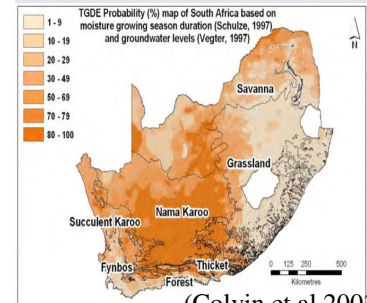 TGDE Probability (%) map of South Africa based on
moisture growing season duration (Schulze, 1997)
and groundwater levels (Vegter, 1997)
1 - 9
10 - 19
20 - 29
30 - 49
50 - 69
70 - 79
80 - 100
N
Savanna
Grassland
Nama Karoo
Succulent Karoo
Fynbos
Thicket
Forest
0 125 250 500
Kilometres
(Colvin et al 200